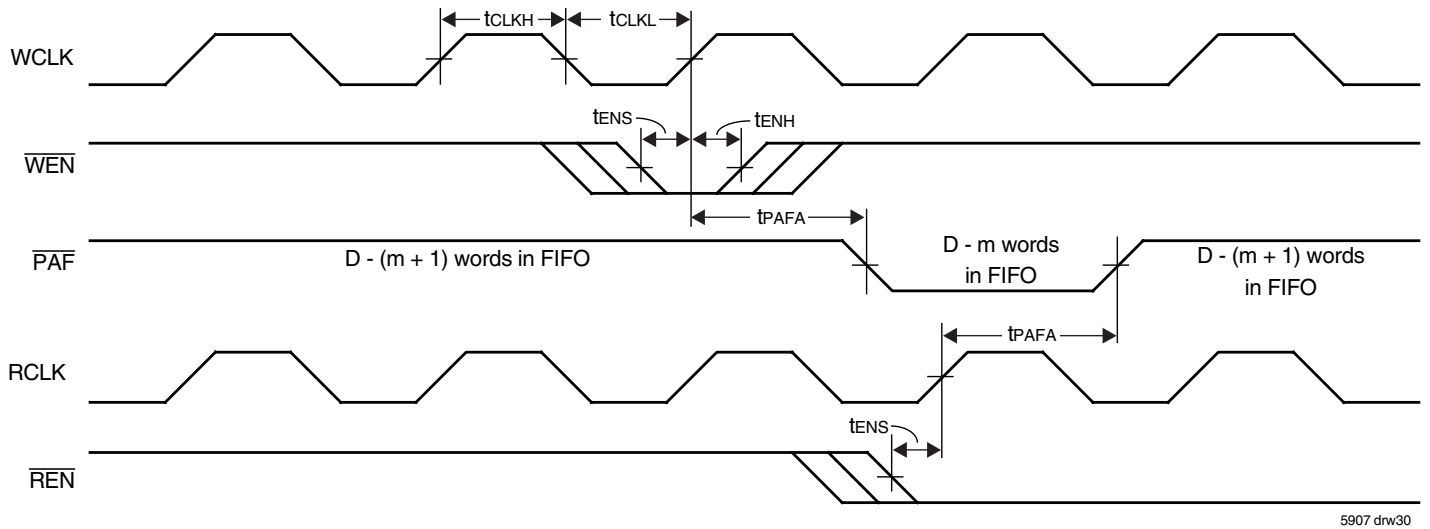 tCLKH
tCLKL
WCLK
tENS
tENH
WEN
tPAFA
PAF
D - (m + 1) words in FIFO
D - m words
in FIFO
D - (m + 1) words
in FIFO
tPAFA
RCLK
tENS
REN
5907 drw30